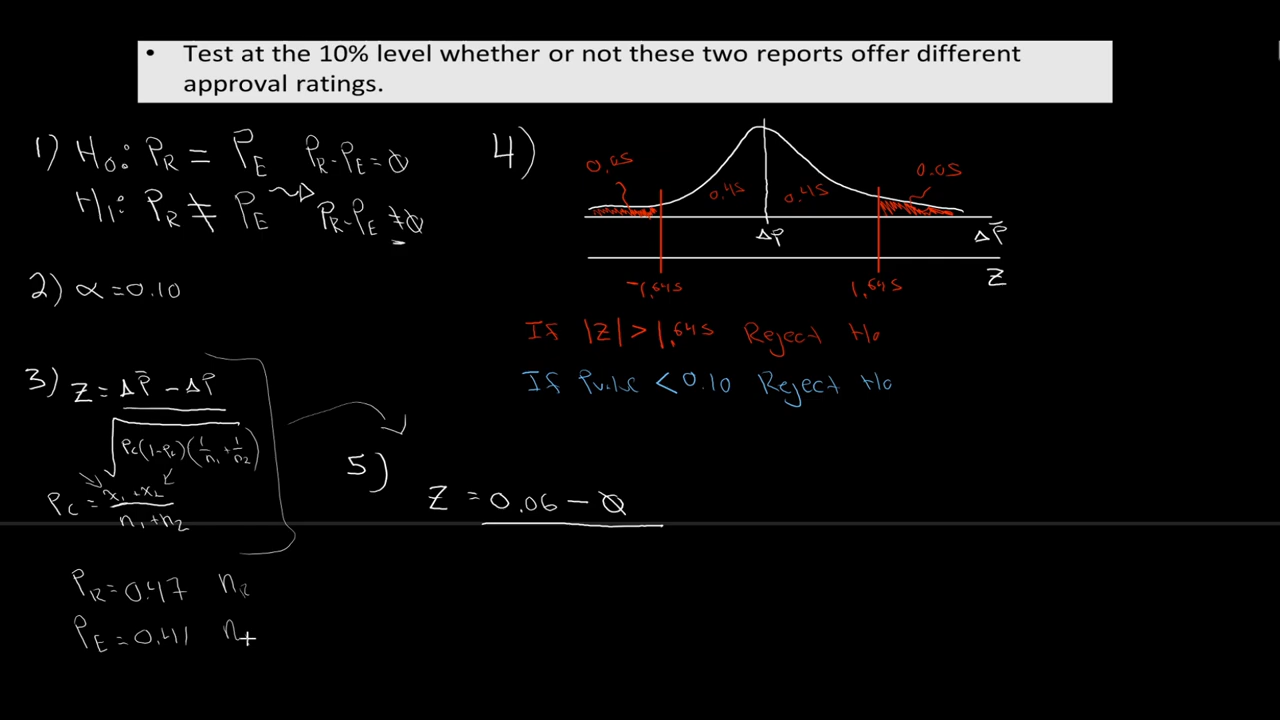 • Test at the 10% level whether or not these two reports offer different
approval ratings.
1) H₀: P_R = P_E P_R - P_E = 0
H₁: P_R ≠ P_E P_R - P_E ≠ 0
2) α = 0.10
3) Z = ΔP̄ - ΔP
√Pc(1-Pc)(1/n₁ + 1/n₂)
Pc = x₁ + x₂
n₁ + n₂
P_R = 0.47 n_R
P_E = 0.41 n
4)
0.05 0.45 0.45 0.05
ΔP ΔP̄
Z
-1.645 1.645
If |Z| > 1.645 Reject H₀
If Pvalue < 0.10 Reject H₀
5)
Z = 0.06 - 0